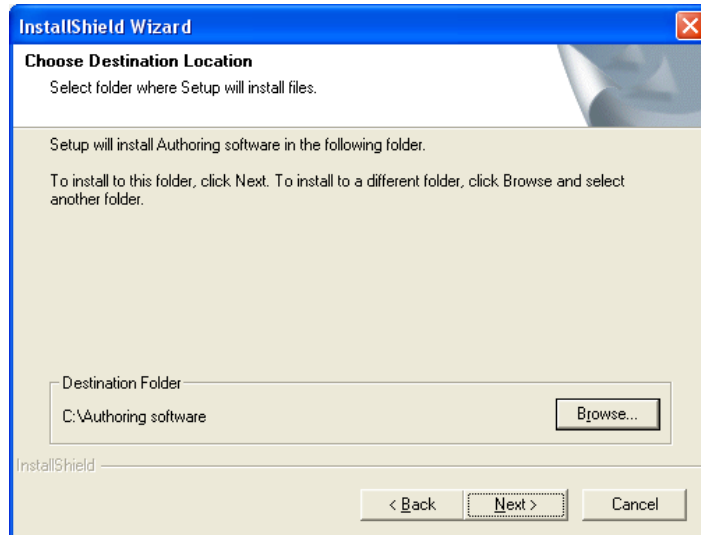 InstallShield Wizard
Choose Destination Location
Select folder where Setup will install files.
Setup will install Authoring software in the following folder.
To install to this folder, click Next. To install to a different folder, click Browse and select
another folder.
Destination Folder
C:\Authoring software
Browse...
InstallShield
< Back
Next >
Cancel